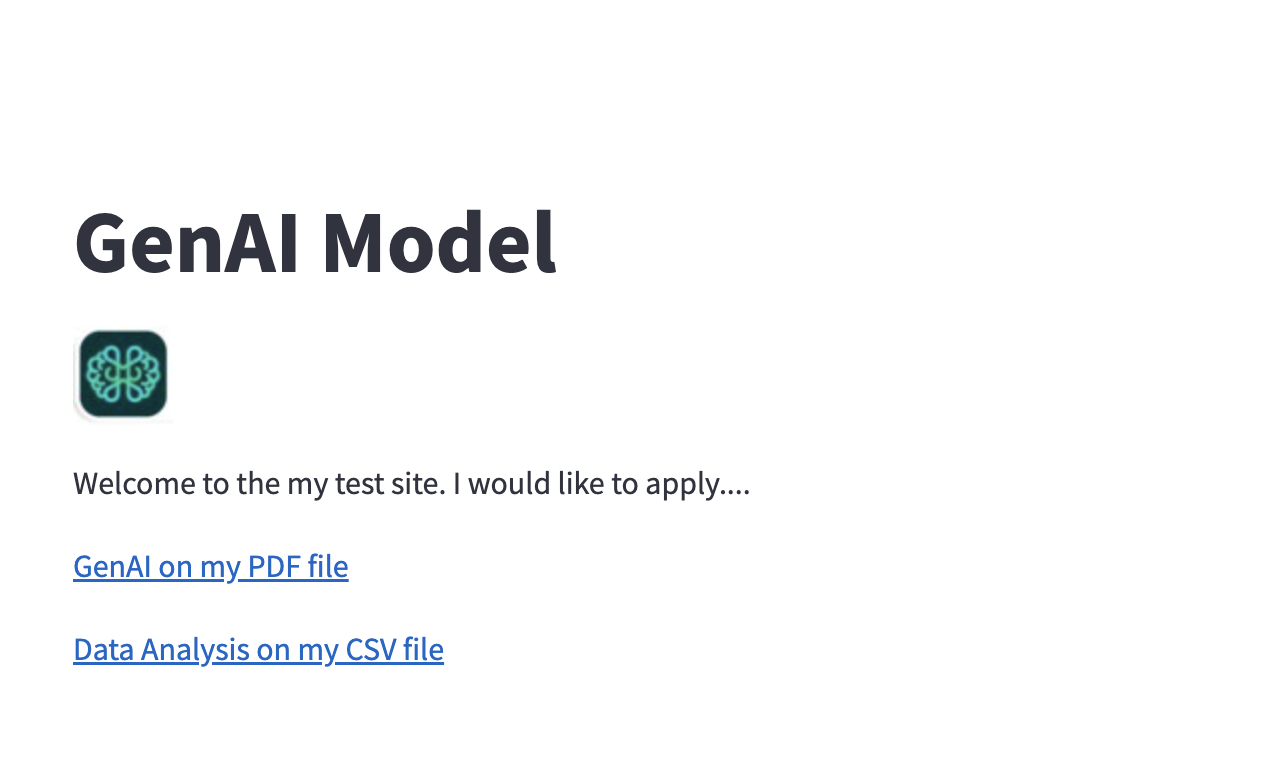 GenAI Model
Welcome to the my test site. I would like to apply....
GenAI on my PDF file
Data Analysis on my CSV file